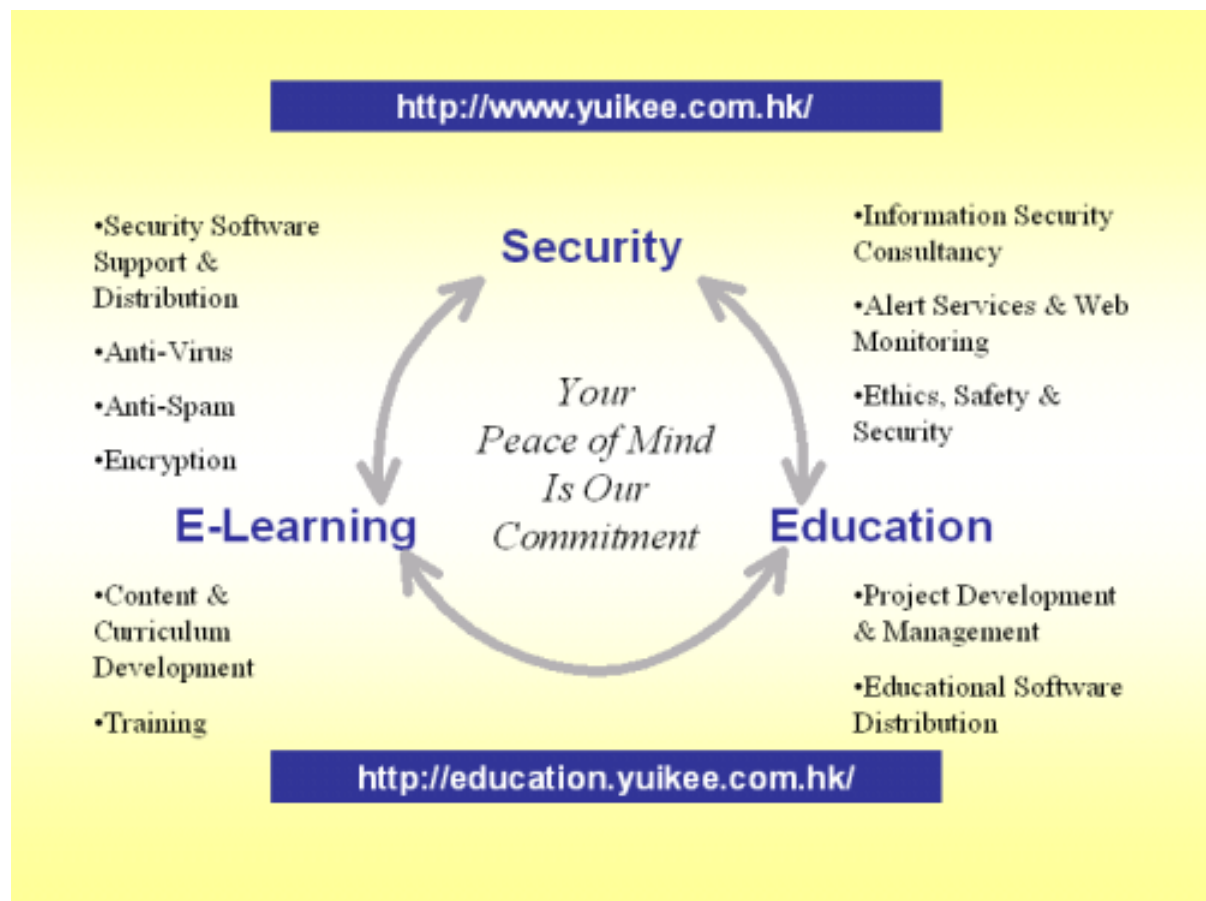 http://www.yuikee.com.hk/
•Security Software
Support &
Distribution
•Anti-Virus
•Anti-Spam
•Encryption
Security
•Information Security
Consultancy
•Alert Services & Web
Monitoring
•Ethics, Safety &
Security
Your
Peace of Mind
Is Our
Commitment
E-Learning
Education
•Content &
Curriculum
Development
•Training
•Project Development
& Management
•Educational Software
Distribution
http://education.yuikee.com.hk/